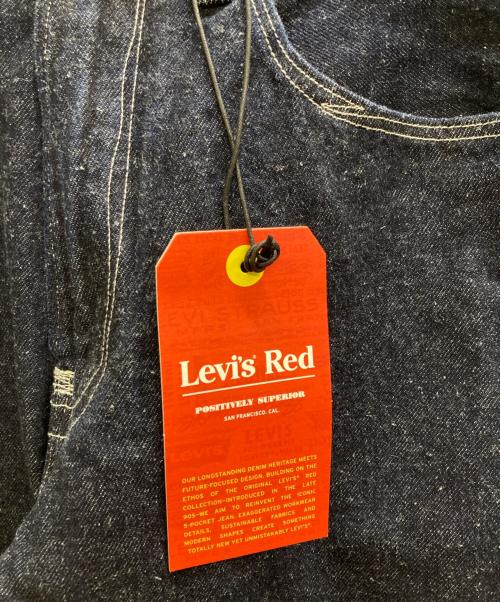 LEVI STRAUSS
Levi's® Red
POSITIVELY SUPERIOR
SAN FRANCISCO, CAL.
OUR LONGSTANDING DENIM HERITAGE MEETS
FUTURE-FOCUSED DESIGN. BUILDING ON THE
ETHOS OF THE ORIGINAL LEVI'S® RED
COLLECTION–INTRODUCED IN THE LATE
90S–WE AIM TO REINVENT THE ICONIC
5-POCKET JEAN. EXAGGERATED WORKWEAR
DETAILS, SUSTAINABLE FABRICS AND
MODERN SHAPES CREATE SOMETHING
TOTALLY NEW YET UNMISTAKABLY LEVI'S®.